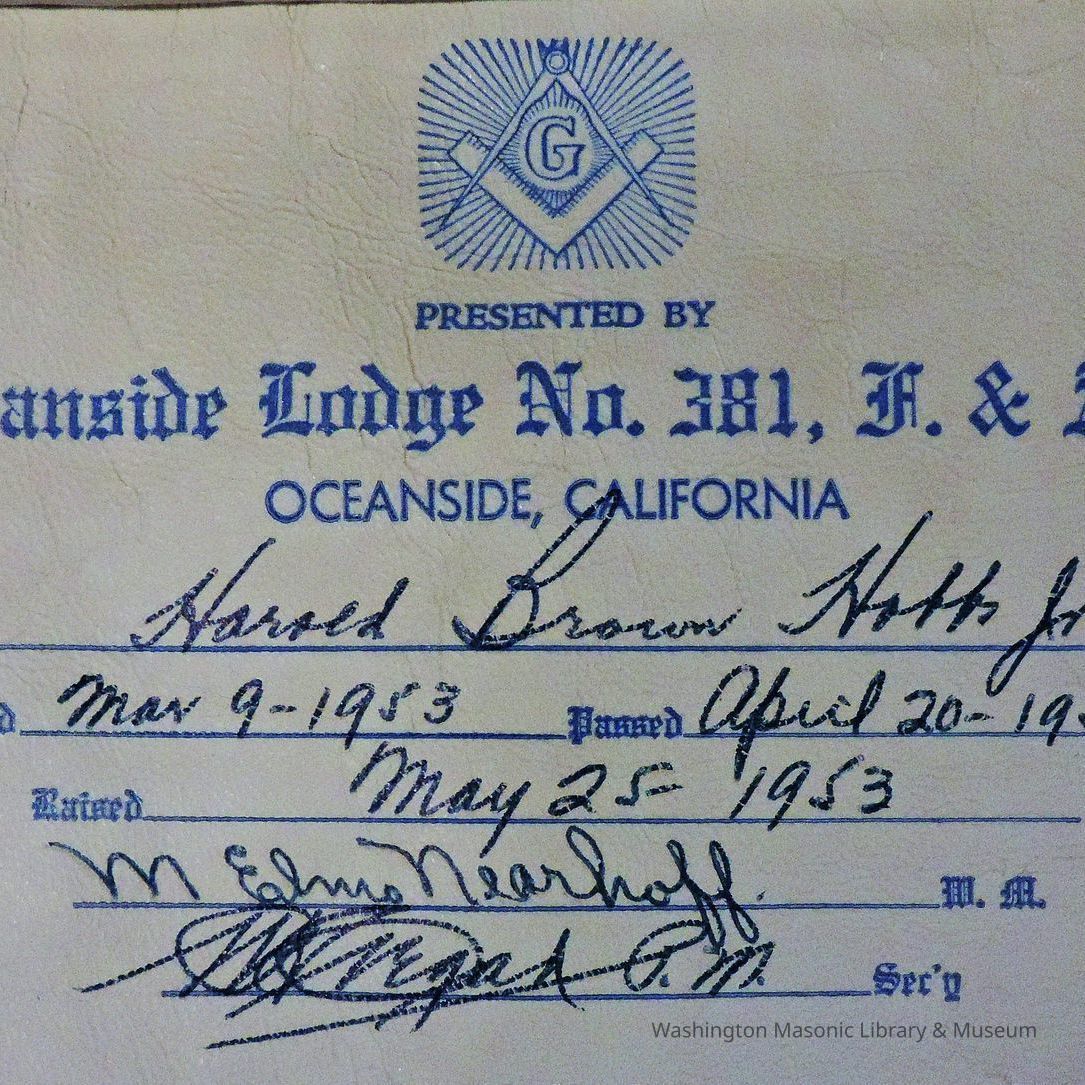 G
PRESENTED BY
anside Lodge No. 381, F. &
OCEANSIDE, CALIFORNIA
Harold Brown Hobbs Jr
d Mar 9-1953 Passed April 20-19
Raised May 25 1953
M Elmo Nearhoff. W. M.
P.M. Sec'y
Washington Masonic Library & Museum